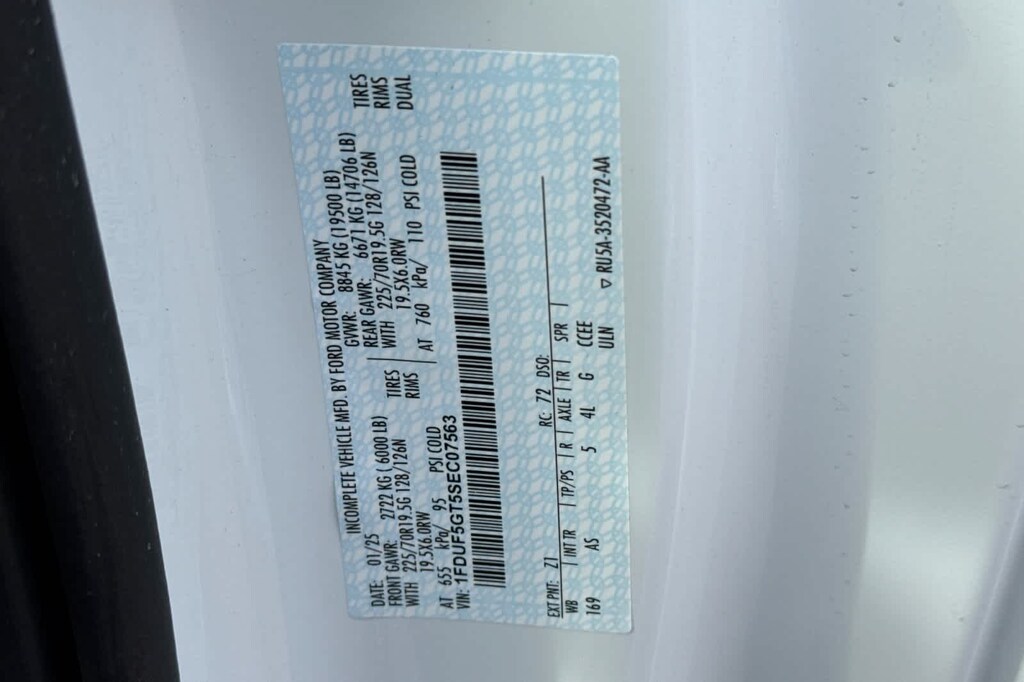 INCOMPLETE VEHICLE MFD. BY FORD MOTOR COMPANY
DATE: 01/25 GVWR: 8845 KG (19500 LB)
FRONT GAWR: 2722 KG ( 6000 LB) REAR GAWR: 6671 KG (14706 LB)
WITH 225/70R19.5G 128/126N TIRES WITH 225/70R19.5G 128/126N TIRES
19.5X6.0RW RIMS 19.5X6.0RW RIMS
AT 655 kPa/ 95 PSI COLD AT 760 kPa/ 110 PSI COLD DUAL
VIN: 1FDUF5GT5SEC07563
EXT PNT: Z1 RC: 72 DSO:
WB INT TR TP/PS R AXLE TR SPR
169 AS 5 4L G CCEE
ULN ▽ RU5A-3520472-AA